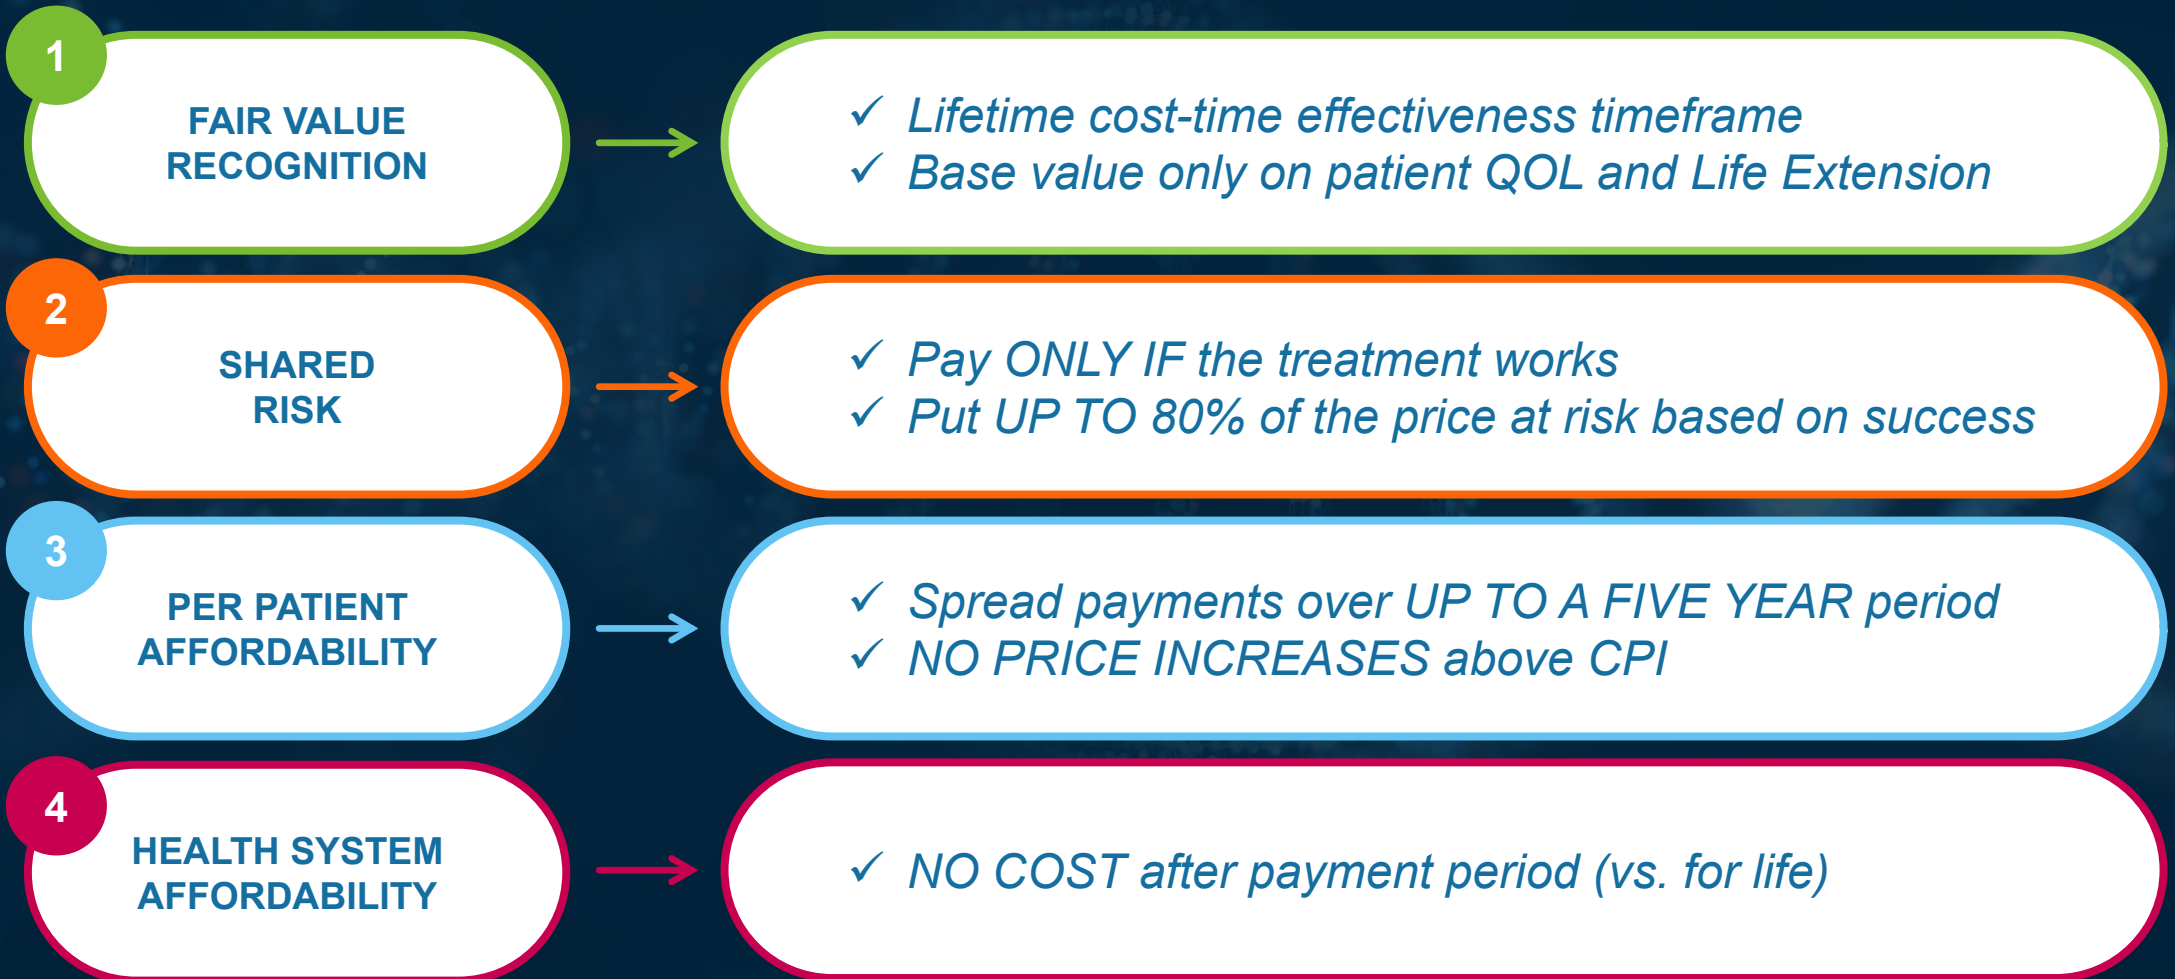 1
FAIR VALUE
RECOGNITION
✓ Lifetime cost-time effectiveness timeframe
✓ Base value only on patient QOL and Life Extension
2
SHARED
RISK
✓ Pay ONLY IF the treatment works
✓ Put UP TO 80% of the price at risk based on success
3
PER PATIENT
AFFORDABILITY
✓ Spread payments over UP TO A FIVE YEAR period
✓ NO PRICE INCREASES above CPI
4
HEALTH SYSTEM
AFFORDABILITY
✓ NO COST after payment period (vs. for life)